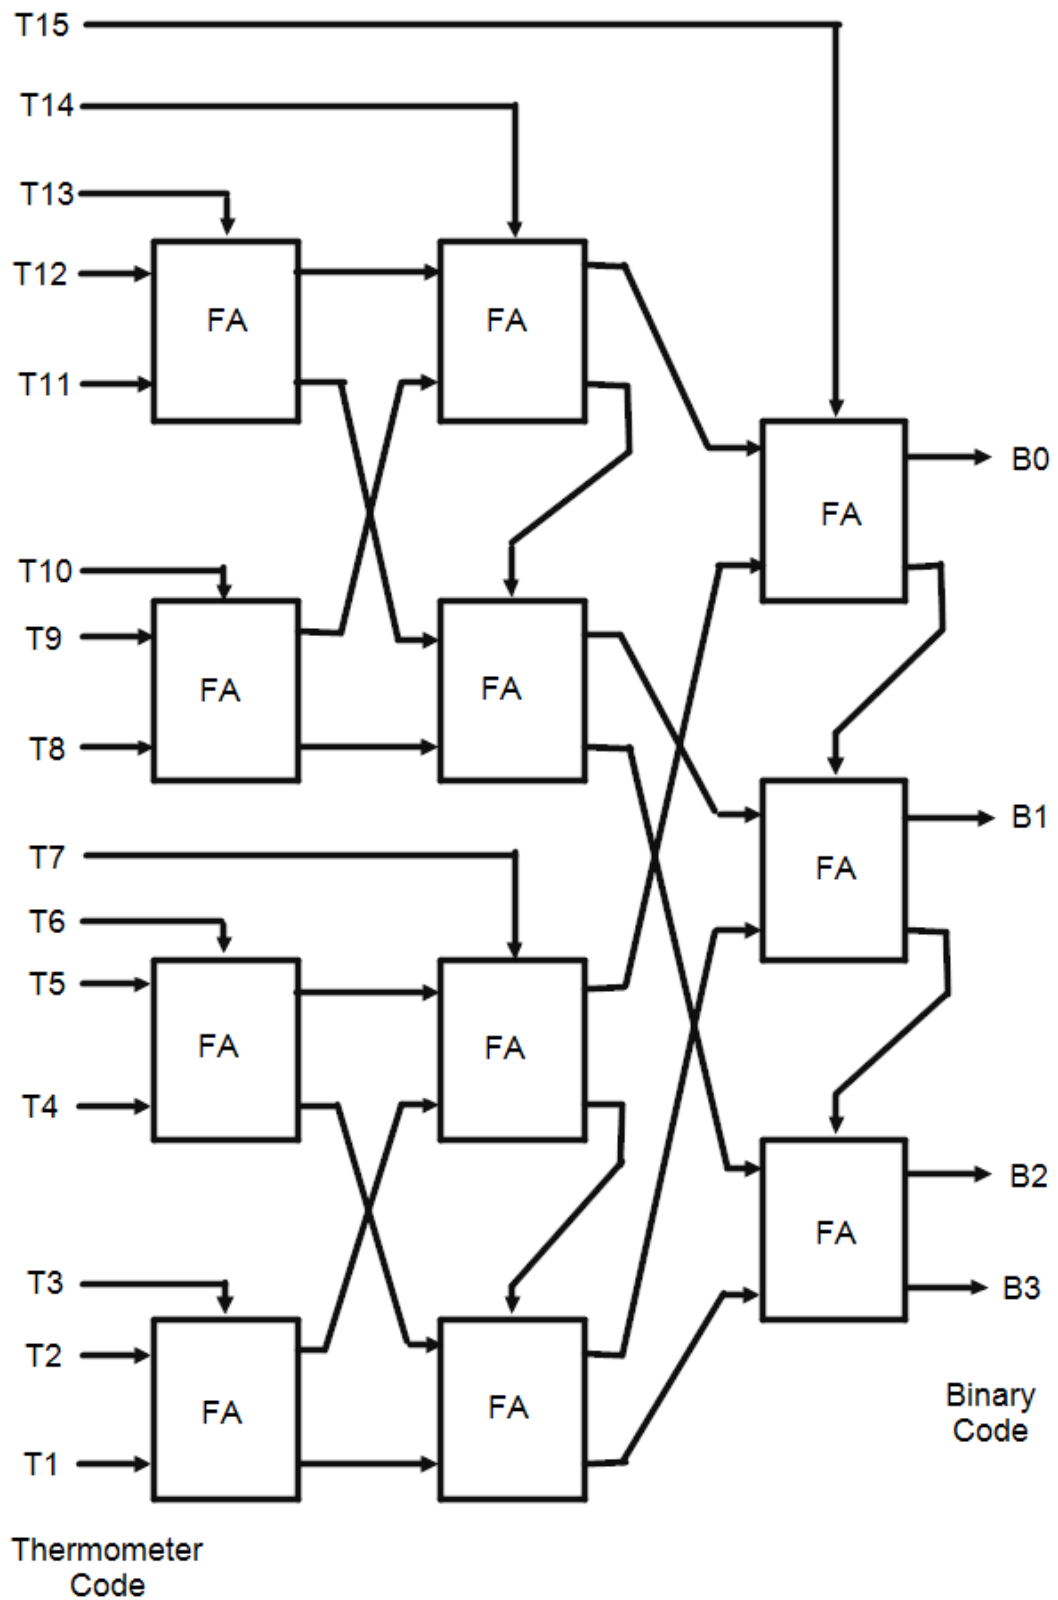 T15
T14
T13
T12
FA
FA
T11
B0
FA
T10
T9
FA
FA
T8
B1
T7
FA
T6
T5
FA
FA
T4
B2
FA
T3
B3
T2
Binary
Code
FA
FA
T1
Thermometer
Code